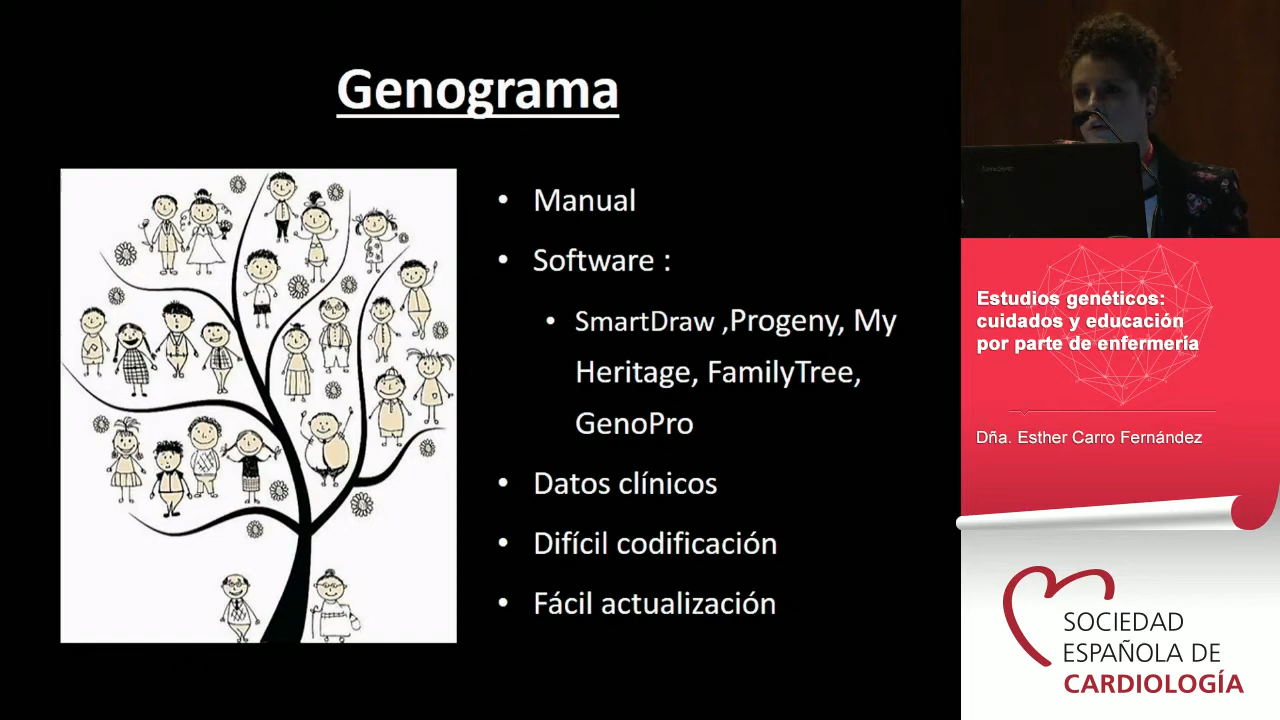 Genograma
• Manual
• Software :
• SmartDraw ,Progeny, My
Heritage, FamilyTree,
GenoPro
• Datos clínicos
• Difícil codificación
• Fácil actualización
Estudios genéticos:
cuidados y educación
por parte de enfermería
Dña. Esther Carro Fernández
SOCIEDAD
ESPAÑOLA DE
CARDIOLOGÍA